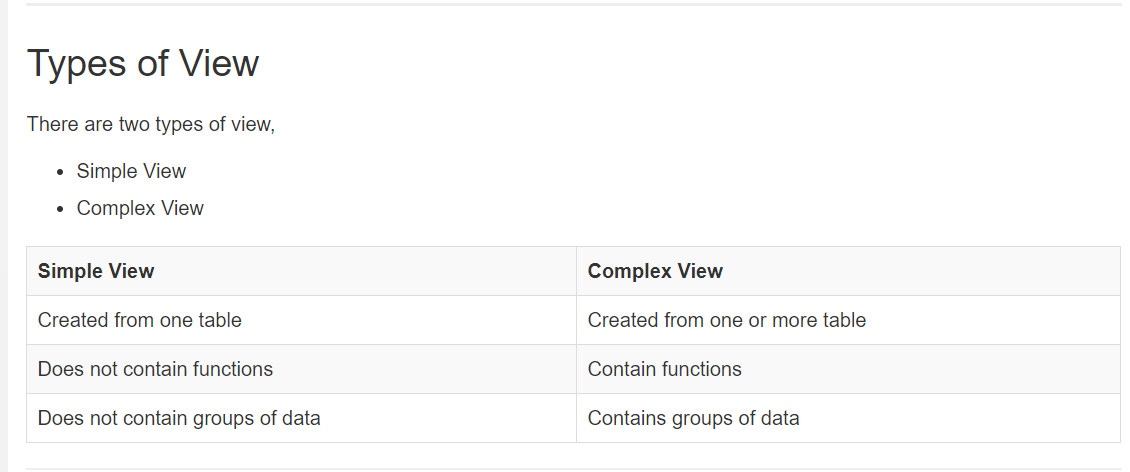 Types of View
There are two types of view,
Simple View
Complex View
Simple View Complex View
Created from one table Created from one or more table
Does not contain functions Contain functions
Does not contain groups of data Contains groups of data